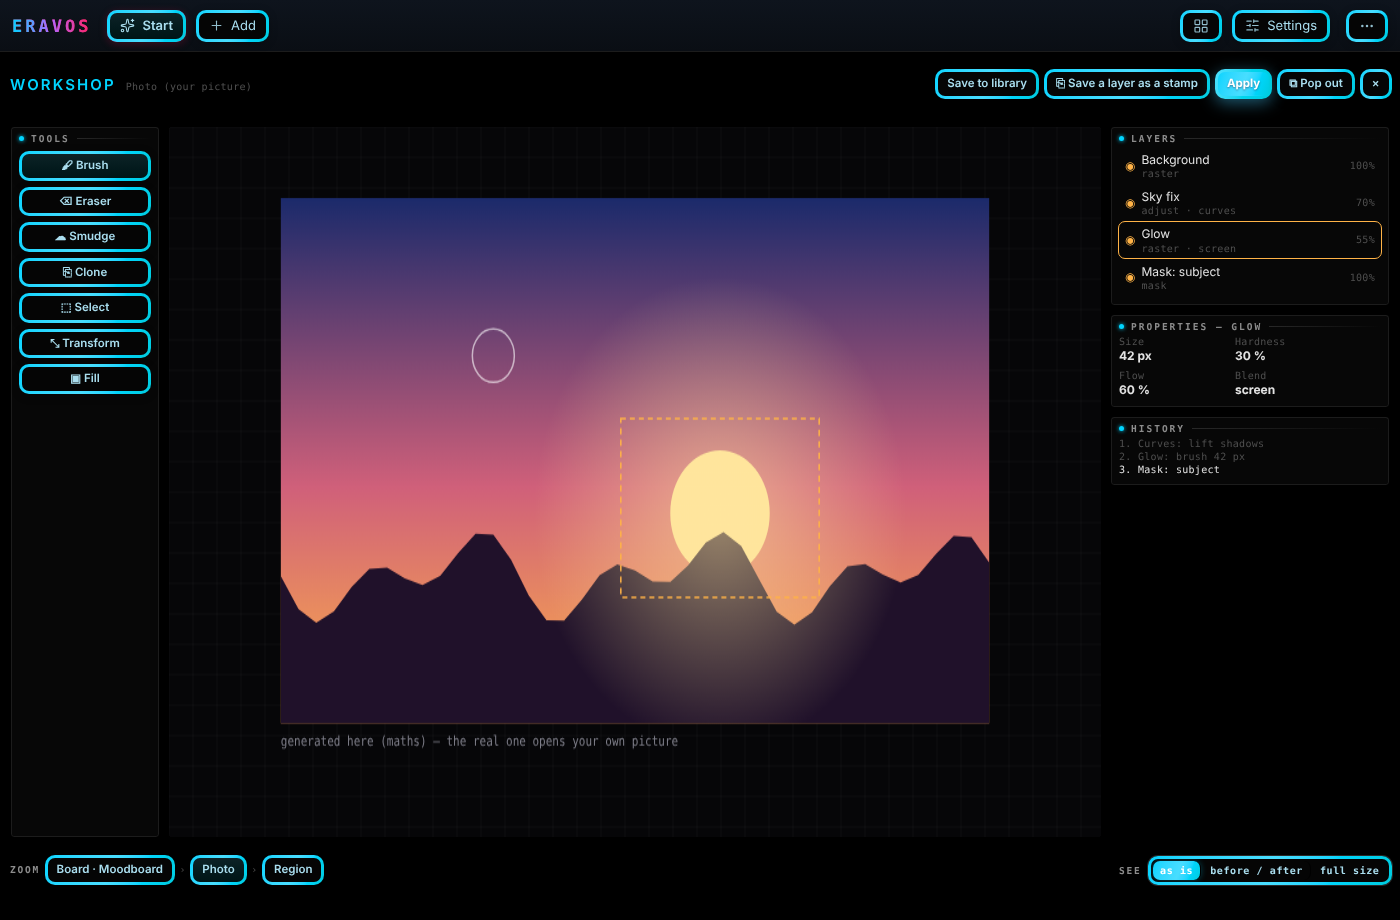 ERAVOS
Start
Add
Settings
WORKSHOP
Photo (your picture)
Save to library
Save a layer as a stamp
Apply
Pop out
×
TOOLS
Brush
Eraser
Smudge
Clone
Select
Transform
Fill
generated here (maths) — the real one opens your own picture
LAYERS
Background 100%
raster
Sky fix 70%
adjust · curves
Glow 55%
raster · screen
Mask: subject 100%
mask
PROPERTIES — GLOW
Size Hardness
42 px 30 %
Flow Blend
60 % screen
HISTORY
1. Curves: lift shadows
2. Glow: brush 42 px
3. Mask: subject
ZOOM Board · Moodboard › Photo › Region
SEE as is before / after full size